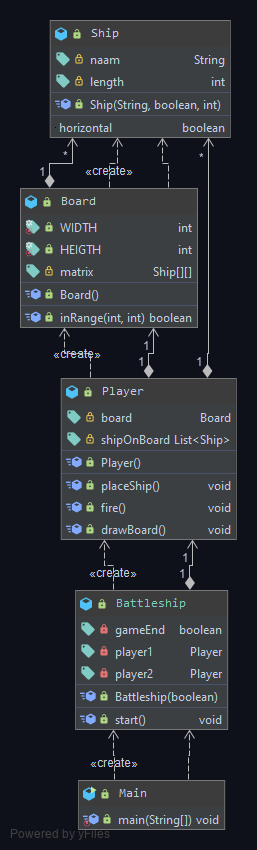 Ship
naam String
length int
Ship(String, boolean, int)
horizontal boolean
1 *
«create»
*
Board
WIDTH int
HEIGTH int
matrix Ship[][]
Board()
inRange(int, int) boolean
1
«create»
1 1
Player
board Board
shipOnBoard List<Ship>
Player()
placeShip() void
fire() void
drawBoard() void
1
«create»
1
Battleship
gameEnd boolean
player1 Player
player2 Player
Battleship(boolean)
start() void
«create»
Main
main(String[]) void
Powered by yFiles